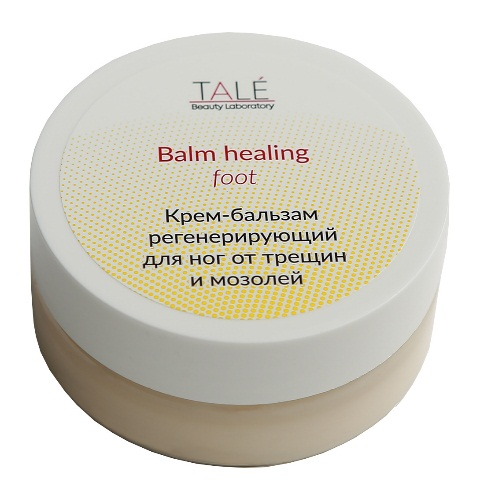 TALÉ
Beauty Laboratory
Balm healing
foot
Крем-бальзам
регенерирующий
для ног от трещин
и мозолей